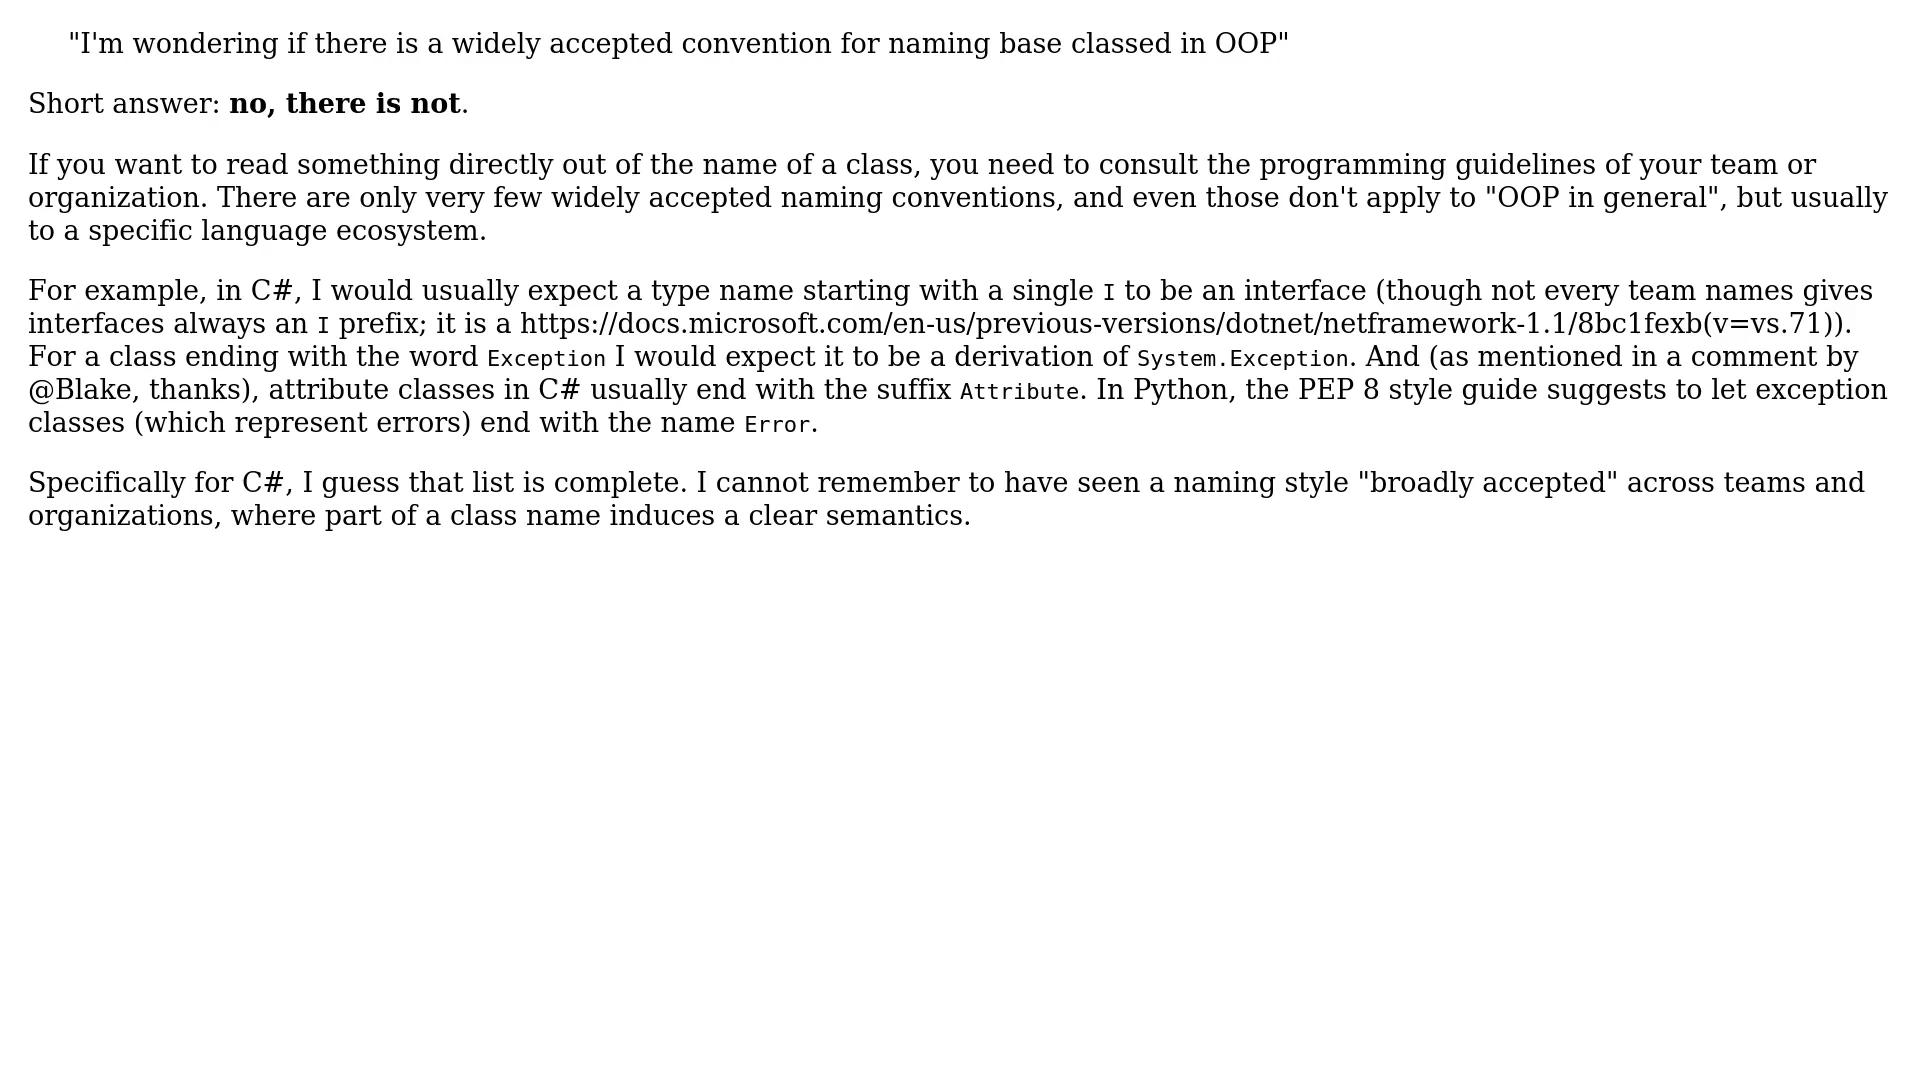 "I'm wondering if there is a widely accepted convention for naming base classed in OOP"
Short answer: no, there is not.
If you want to read something directly out of the name of a class, you need to consult the programming guidelines of your team or
organization. There are only very few widely accepted naming conventions, and even those don't apply to "OOP in general", but usually
to a specific language ecosystem.
For example, in C#, I would usually expect a type name starting with a single I to be an interface (though not every team names gives
interfaces always an I prefix; it is a https://docs.microsoft.com/en-us/previous-versions/dotnet/netframework-1.1/8bc1fexb(v=vs.71)).
For a class ending with the word Exception I would expect it to be a derivation of System.Exception. And (as mentioned in a comment by
@Blake, thanks), attribute classes in C# usually end with the suffix Attribute. In Python, the PEP 8 style guide suggests to let exception
classes (which represent errors) end with the name Error.
Specifically for C#, I guess that list is complete. I cannot remember to have seen a naming style "broadly accepted" across teams and
organizations, where part of a class name induces a clear semantics.